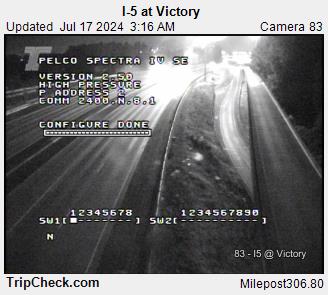 I-5 at Victory
Updated Jul 17 2024 3:16 AM Camera 83
PELCO SPECTRA IV SE
VERSION 2.50
HIGH PRESSURE
P ADDRESS 2
COMM 2400.N.8.1
CONFIGURE DONE
12345678 1234567890
SW1[■-------] SW2[----------]
N
83 - I5 @ Victory
TripCheck.com Milepost306.80